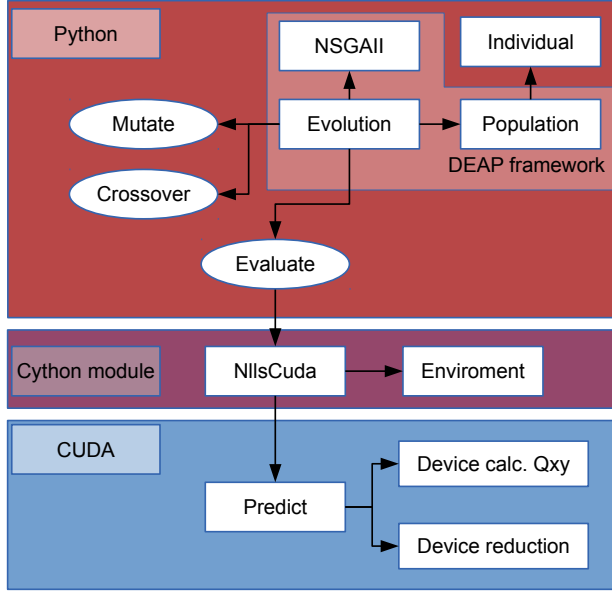 Python
NSGAII
Individual
Mutate
Evolution
Population
DEAP framework
Crossover
Evaluate
Cython module
NllsCuda
Enviroment
CUDA
Device calc. Qxy
Predict
Device reduction